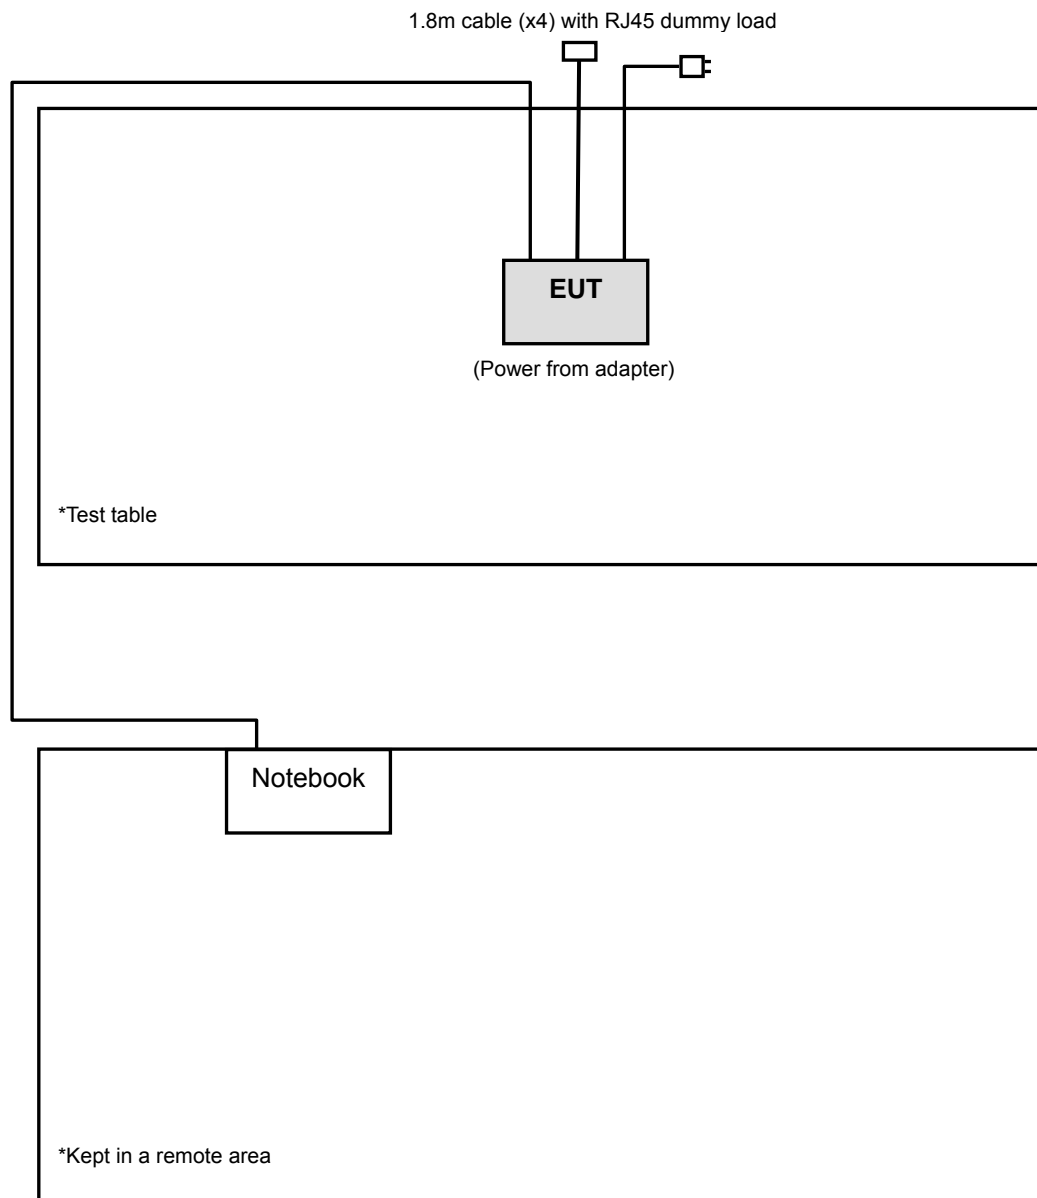 1.8m cable (x4) with RJ45 dummy load
EUT
(Power from adapter)
*Test table
Notebook
*Kept in a remote area